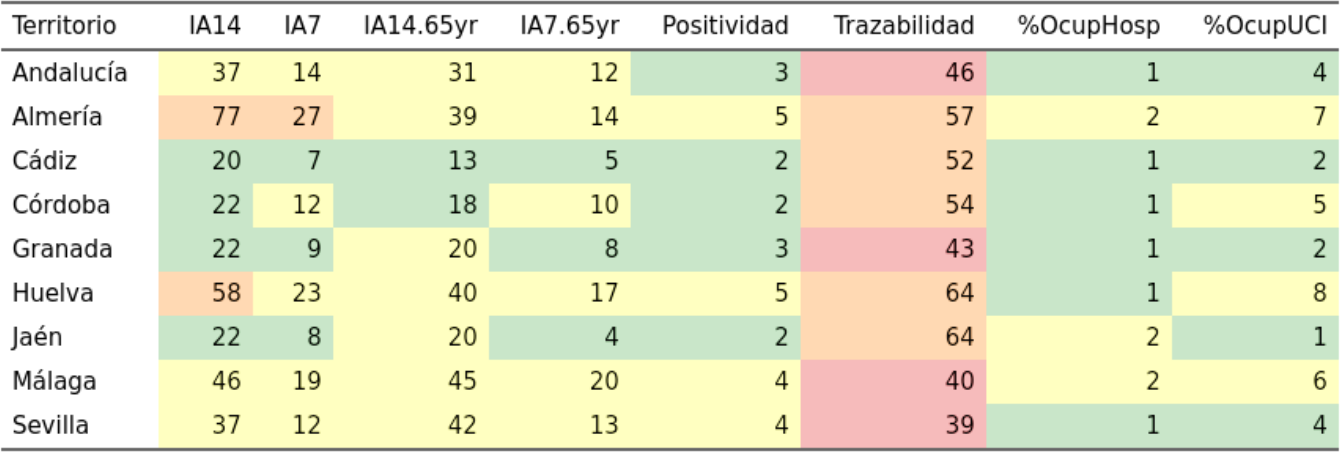 Territorio IA14 IA7 IA14.65yr IA7.65yr Positividad Trazabilidad %OcupHosp %OcupUCI
Andalucía 37 14 31 12 3 46 1 4
Almería 77 27 39 14 5 57 2 7
Cádiz 20 7 13 5 2 52 1 2
Córdoba 22 12 18 10 2 54 1 5
Granada 22 9 20 8 3 43 1 2
Huelva 58 23 40 17 5 64 1 8
Jaén 22 8 20 4 2 64 2 1
Málaga 46 19 45 20 4 40 2 6
Sevilla 37 12 42 13 4 39 1 4